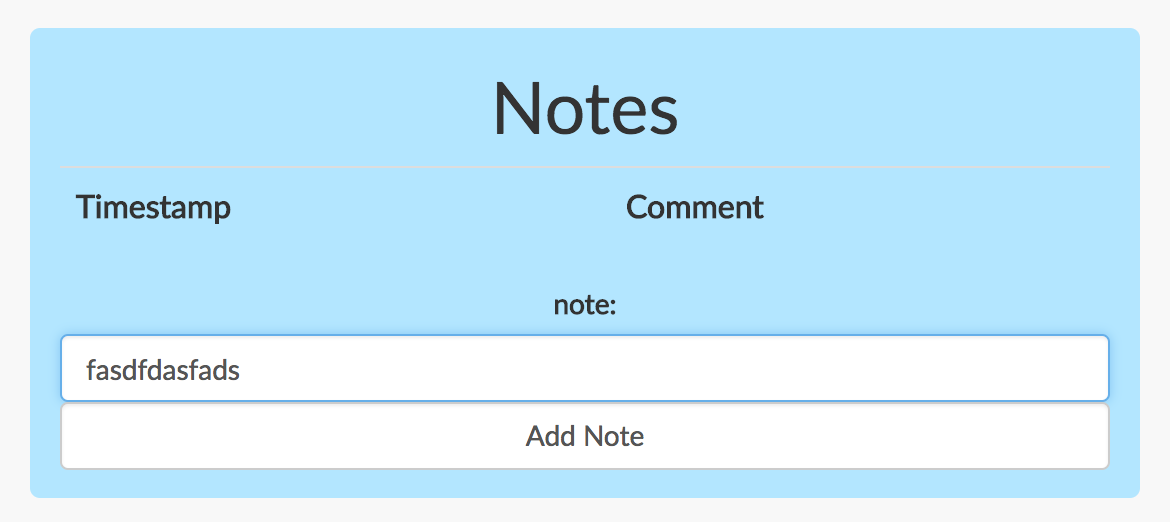 Notes
Timestamp Comment
note:
fasdfdasfads
Add Note